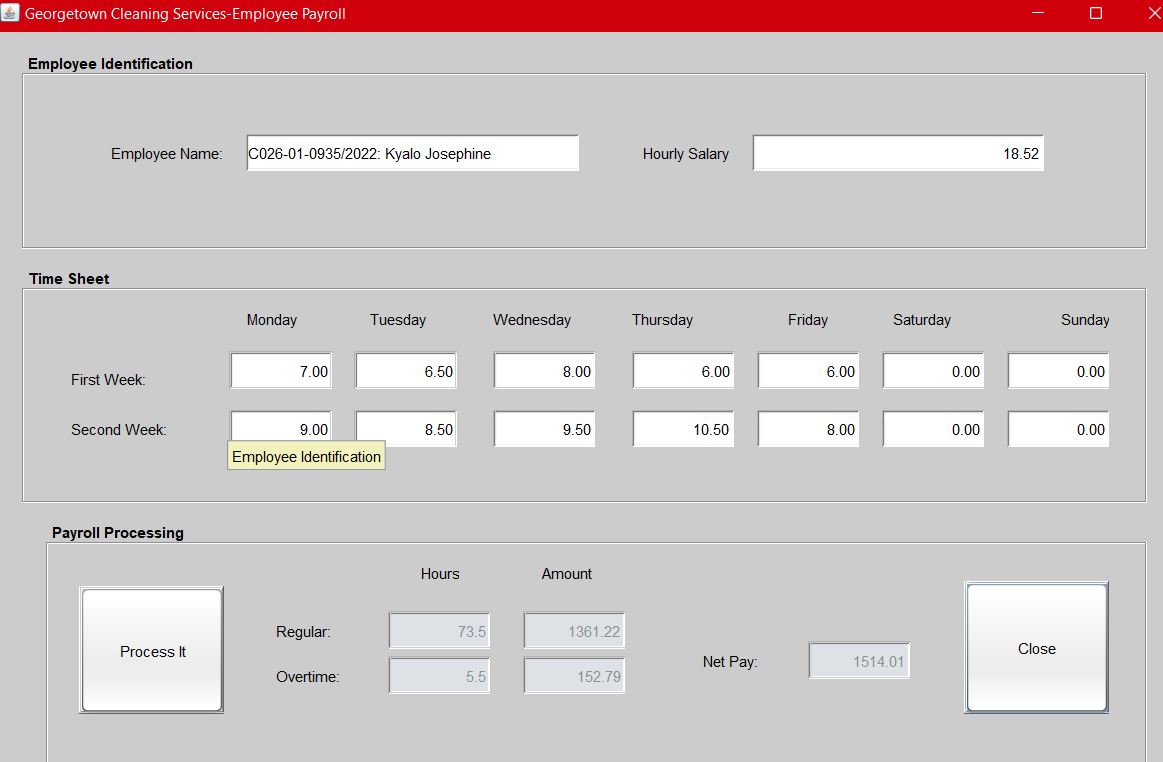 Georgetown Cleaning Services-Employee Payroll
Employee Identification
Employee Name: C026-01-0935/2022: Kyalo Josephine Hourly Salary 18.52
Time Sheet
Monday Tuesday Wednesday Thursday Friday Saturday Sunday
First Week: 7.00 6.50 8.00 6.00 6.00 0.00 0.00
Second Week: 9.00 8.50 9.50 10.50 8.00 0.00 0.00
Employee Identification
Payroll Processing
Hours Amount
Process It
Regular: 73.5 1361.22
Overtime: 5.5 152.79
Net Pay: 1514.01
Close